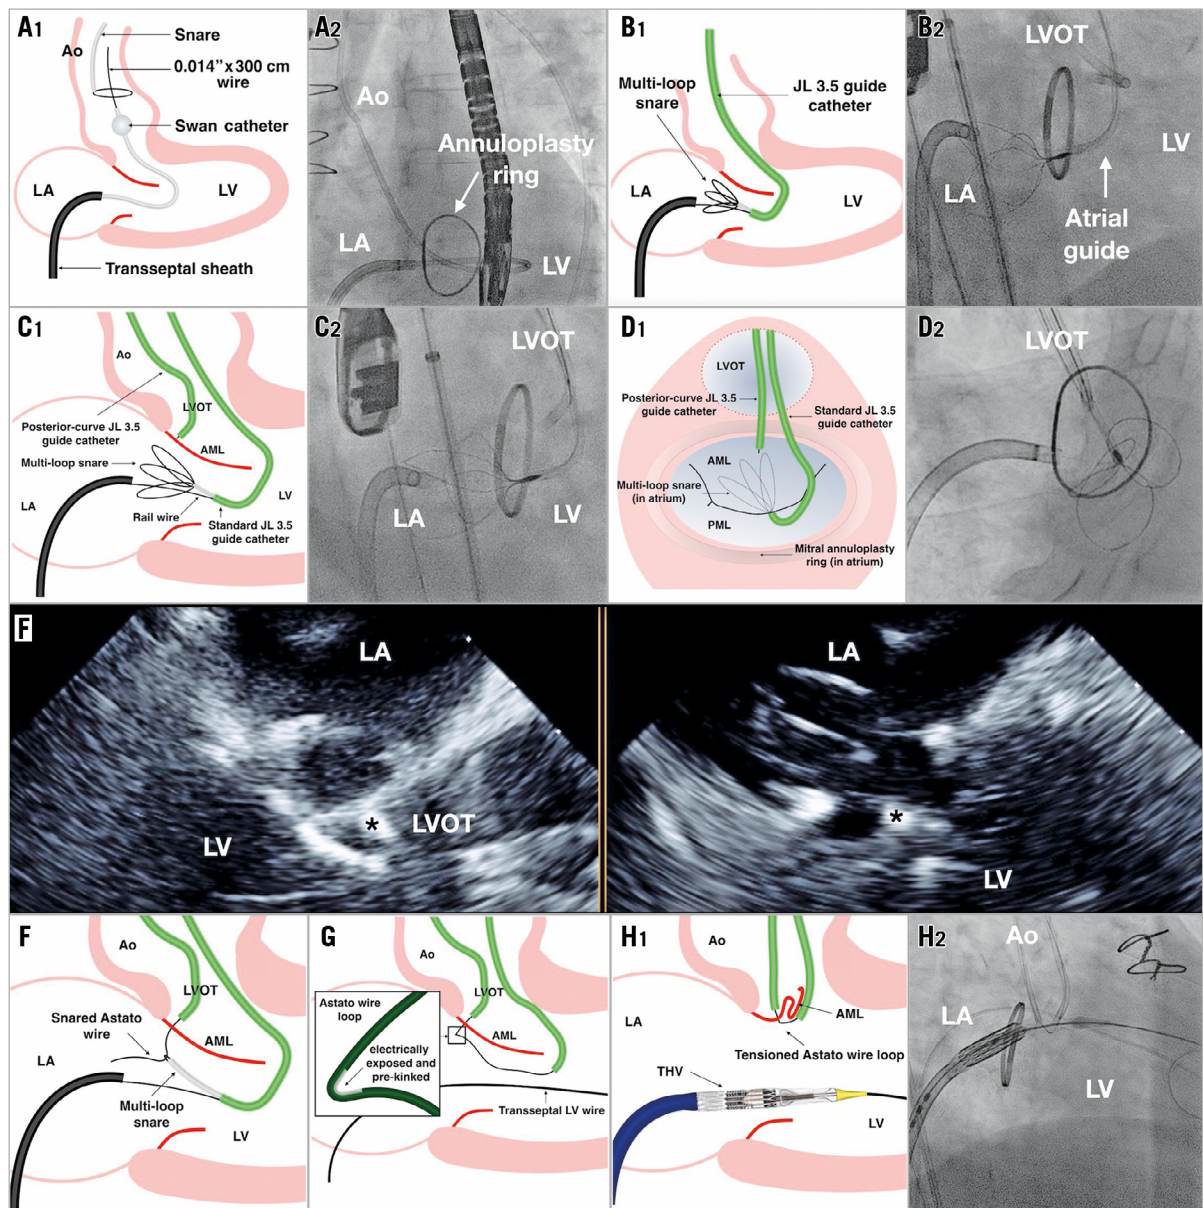 A1
Snare
Ao
0.014"x300 cm
wire
Swan catheter
LA
LV
Transseptal sheath
A2
Ao
Annuloplasty
ring
LA
LV
B1
Multi-loop
snare
JL 3.5 guide
catheter
LA
LV
B2
LVOT
LV
LA
Atrial
guide
C1
Ao
LVOT
Posterior-curve JL 3.5
guide catheter
AML
Multi-loop snare
LA
LV
Rail wire
Standard JL 3.5
guide catheter
C2
LVOT
LA
LV
D1
LVOT
Posterior-curve JL 3.5
guide catheter
Standard JL 3.5
guide catheter
AML
Multi-loop snare
(in atrium)
PML
Mitral annuloplasty
ring (in atrium)
D2
LVOT
F
LA
*
LVOT
LV
LA
*
LV
F
Ao
LVOT
Snared Astato
wire
AML
LA
Multi-loop
snare
LV
G
Ao
LVOT
Astato wire
loop
AML
electrically
exposed and
pre-kinked
Transseptal LV wire
LV
H1
Ao
LA
AML
Tensioned Astato wire loop
THV
LV
H2
Ao
LA
LV